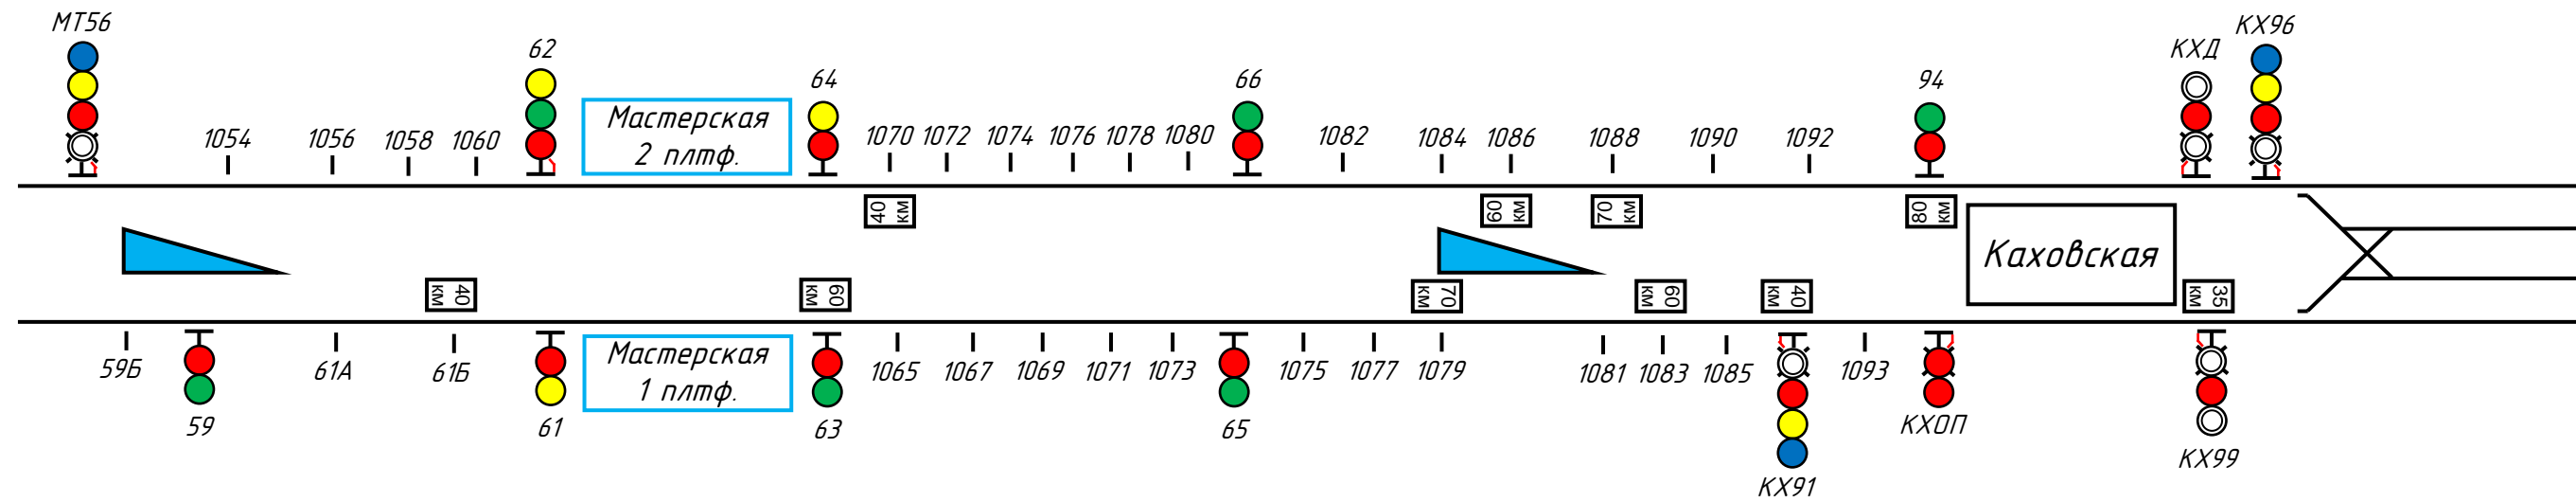 МТ56
62
64
66
94
КХД
КХ96
1054
1056
1058
1060
Мастерская
2 плтф.
1070
1072
1074
1076
1078
1080
1082
1084
1086
1088
1090
1092
40
км
60
км
70
км
80
км
Каховская
40
км
60
км
70
км
60
км
40
км
35
км
59Б
59
61А
61Б
61
Мастерская
1 плтф.
63
1065
1067
1069
1071
1073
65
1075
1077
1079
1081
1083
1085
КХ91
1093
КХОП
КХ99